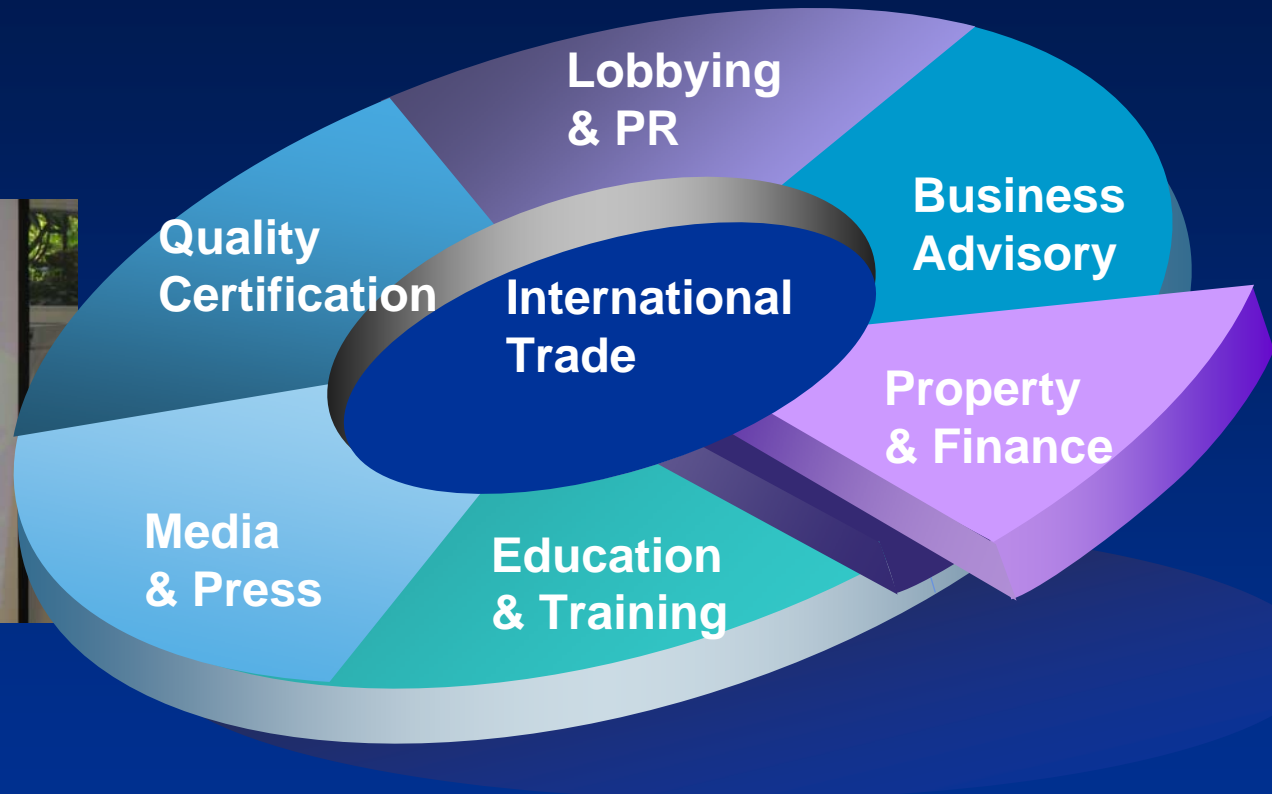 Lobbying
& PR
Business
Advisory
Quality
Certification
International
Trade
Property
& Finance
Media
& Press
Education
& Training